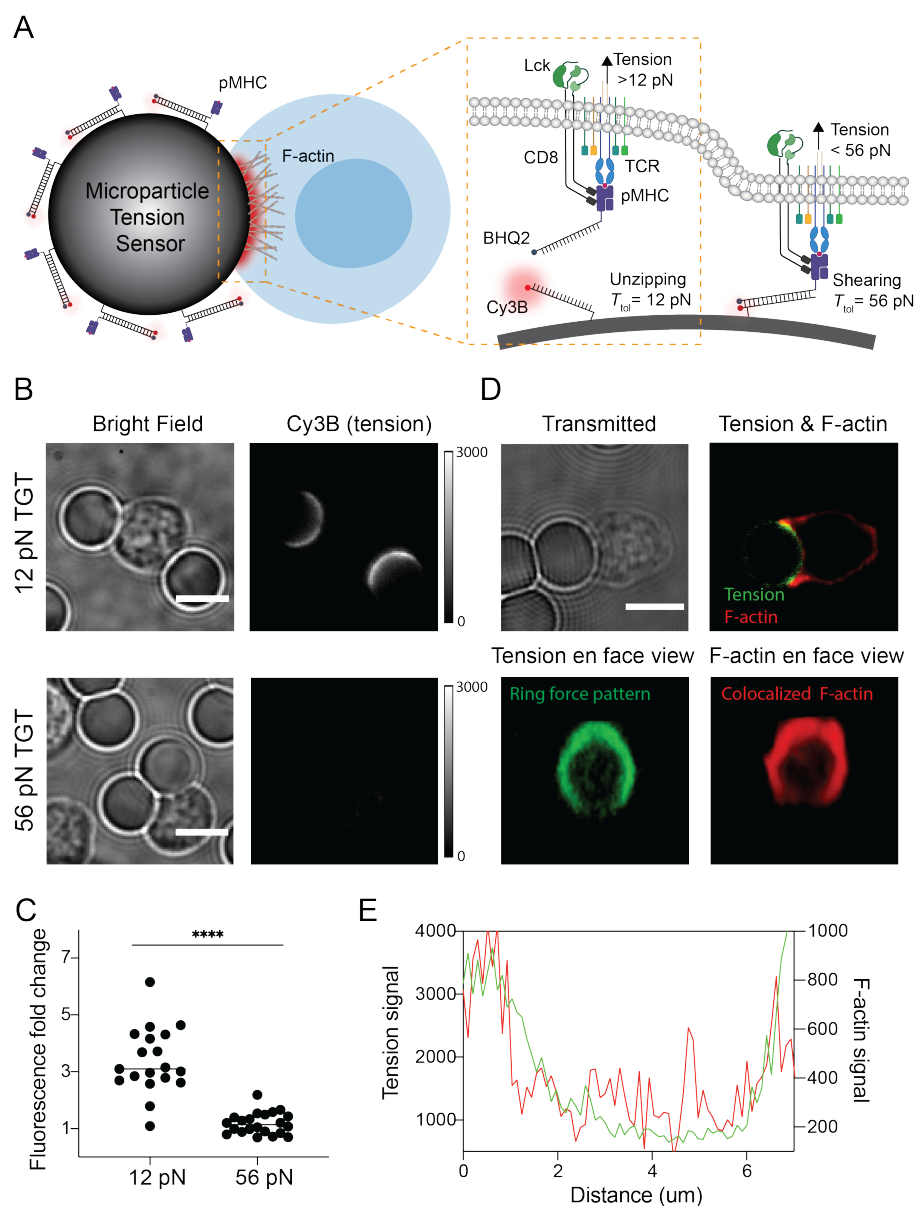 A
pMHC
F-actin
Microparticle
Tension
Sensor
Lck
Tension
>12 pN
CD8
TCR
pMHC
BHQ2
Cy3B
Unzipping
Ttol = 12 pN
Tension
< 56 pN
Shearing
Ttol = 56 pN
B
Bright Field
Cy3B (tension)
12 pN TGT
3000
0
56 pN TGT
3000
0
D
Transmitted
Tension & F-actin
Tension
F-actin
Tension en face view
F-actin en face view
Ring force pattern
Colocalized F-actin
C
Fluorescence fold change
****
7
5
3
1
12 pN
56 pN
E
Tension signal
4000
3000
2000
1000
1000
800
600
400
200
F-actin signal
0
2
4
6
Distance (um)